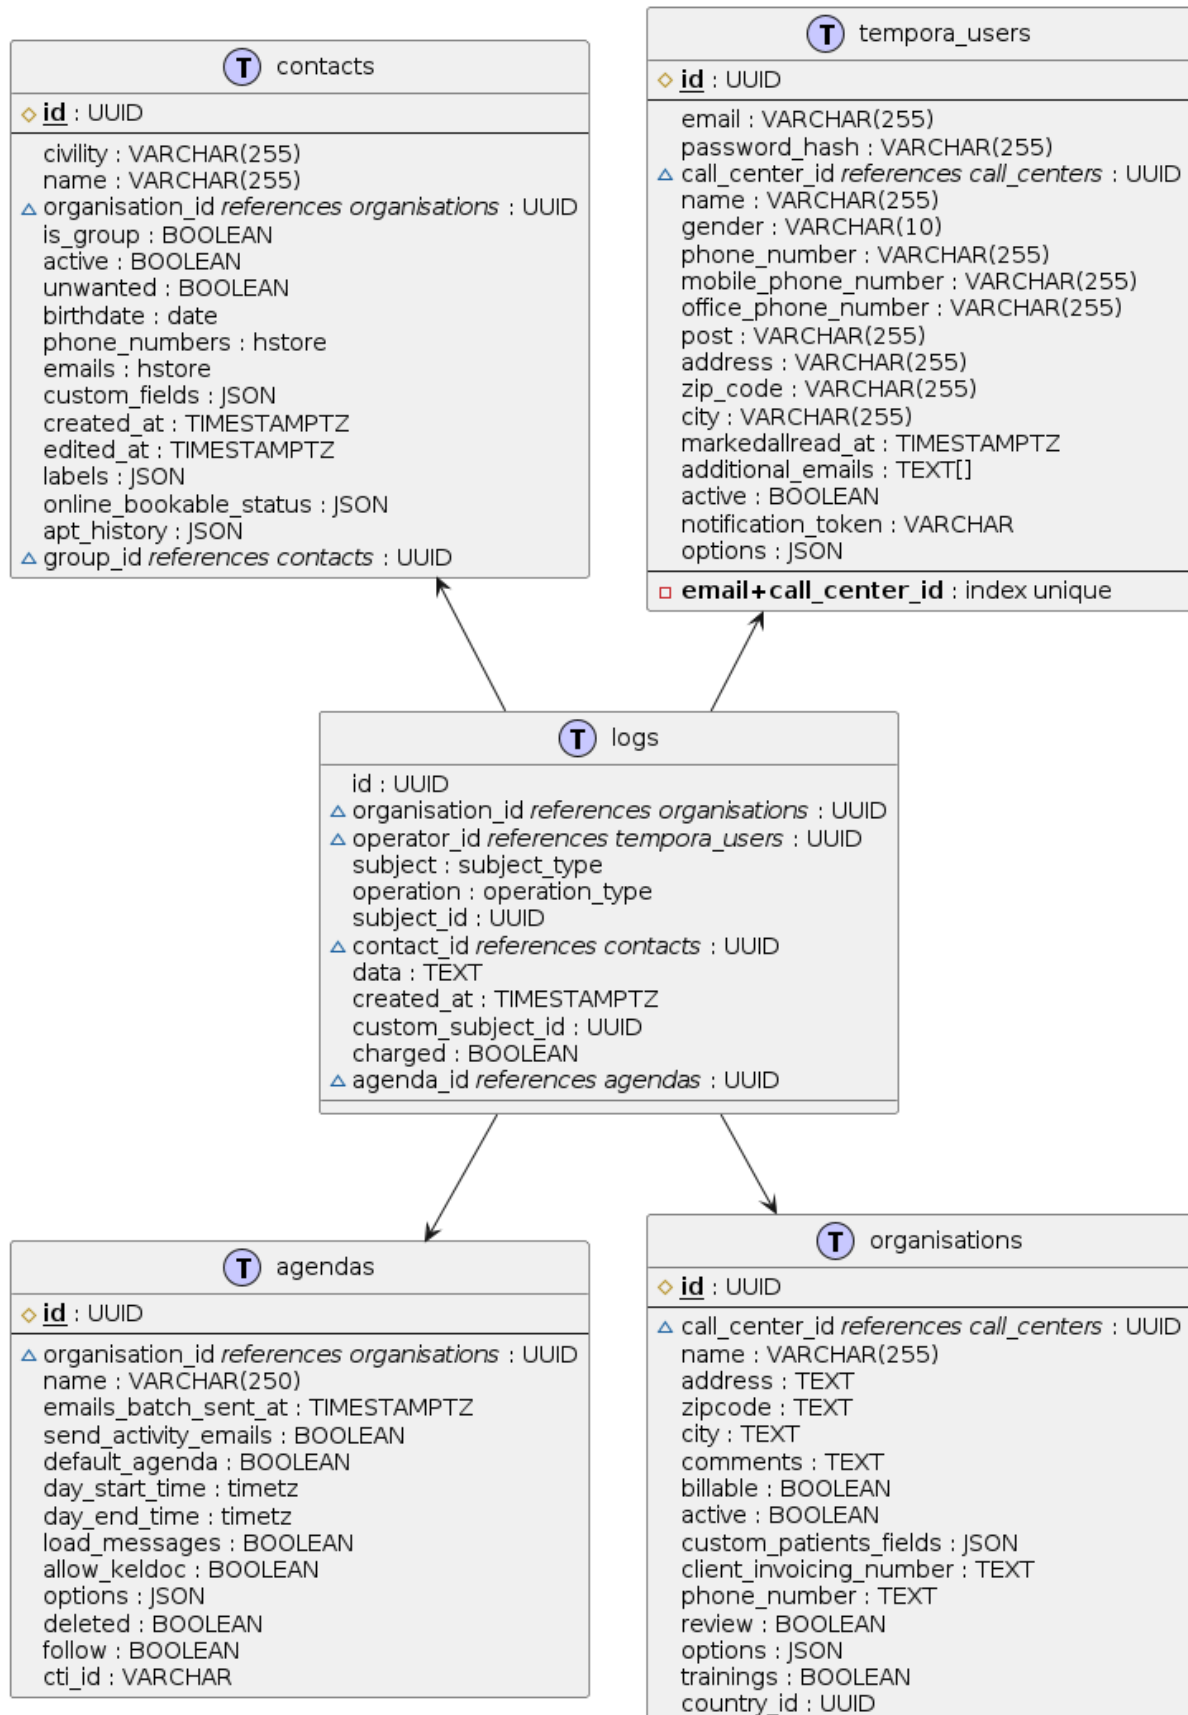 T contacts
id : UUID
civility : VARCHAR(255)
name : VARCHAR(255)
organisation_id references organisations : UUID
is_group : BOOLEAN
active : BOOLEAN
unwanted : BOOLEAN
birthdate : date
phone_numbers : hstore
emails : hstore
custom_fields : JSON
created_at : TIMESTAMPTZ
edited_at : TIMESTAMPTZ
labels : JSON
online_bookable_status : JSON
apt_history : JSON
group_id references contacts : UUID
T tempora_users
id : UUID
email : VARCHAR(255)
password_hash : VARCHAR(255)
call_center_id references call_centers : UUID
name : VARCHAR(255)
gender : VARCHAR(10)
phone_number : VARCHAR(255)
mobile_phone_number : VARCHAR(255)
office_phone_number : VARCHAR(255)
post : VARCHAR(255)
address : VARCHAR(255)
zip_code : VARCHAR(255)
city : VARCHAR(255)
markedallread_at : TIMESTAMPTZ
additional_emails : TEXT[]
active : BOOLEAN
notification_token : VARCHAR
options : JSON
email+call_center_id : index unique
T logs
id : UUID
organisation_id references organisations : UUID
operator_id references tempora_users : UUID
subject : subject_type
operation : operation_type
subject_id : UUID
contact_id references contacts : UUID
data : TEXT
created_at : TIMESTAMPTZ
custom_subject_id : UUID
charged : BOOLEAN
agenda_id references agendas : UUID
T agendas
id : UUID
organisation_id references organisations : UUID
name : VARCHAR(250)
emails_batch_sent_at : TIMESTAMPTZ
send_activity_emails : BOOLEAN
default_agenda : BOOLEAN
day_start_time : timetz
day_end_time : timetz
load_messages : BOOLEAN
allow_keldoc : BOOLEAN
options : JSON
deleted : BOOLEAN
follow : BOOLEAN
cti_id : VARCHAR
T organisations
id : UUID
call_center_id references call_centers : UUID
name : VARCHAR(255)
address : TEXT
zipcode : TEXT
city : TEXT
comments : TEXT
billable : BOOLEAN
active : BOOLEAN
custom_patients_fields : JSON
client_invoicing_number : TEXT
phone_number : TEXT
review : BOOLEAN
options : JSON
trainings : BOOLEAN
country_id : UUID